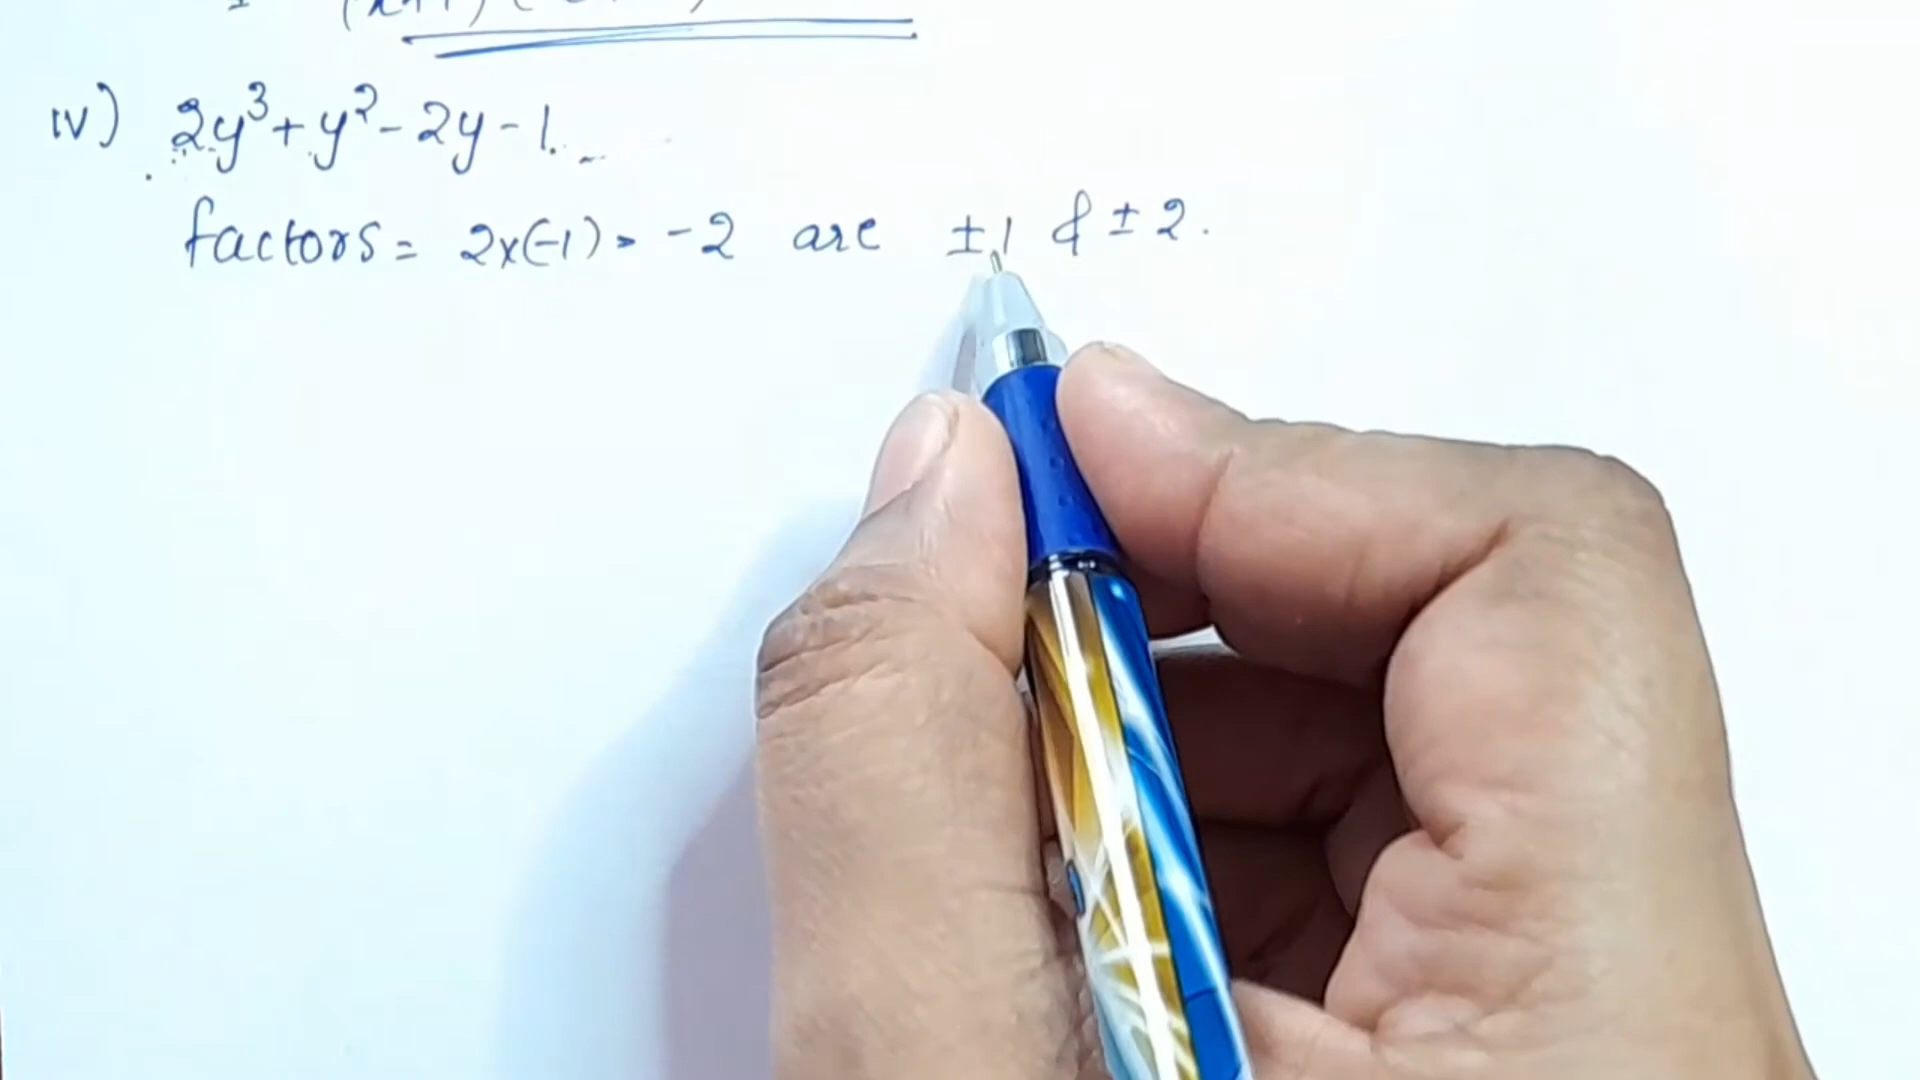 iv) 2y³ + y² - 2y - 1.
factors = 2x(-1) = -2 are ±1 & ±2.